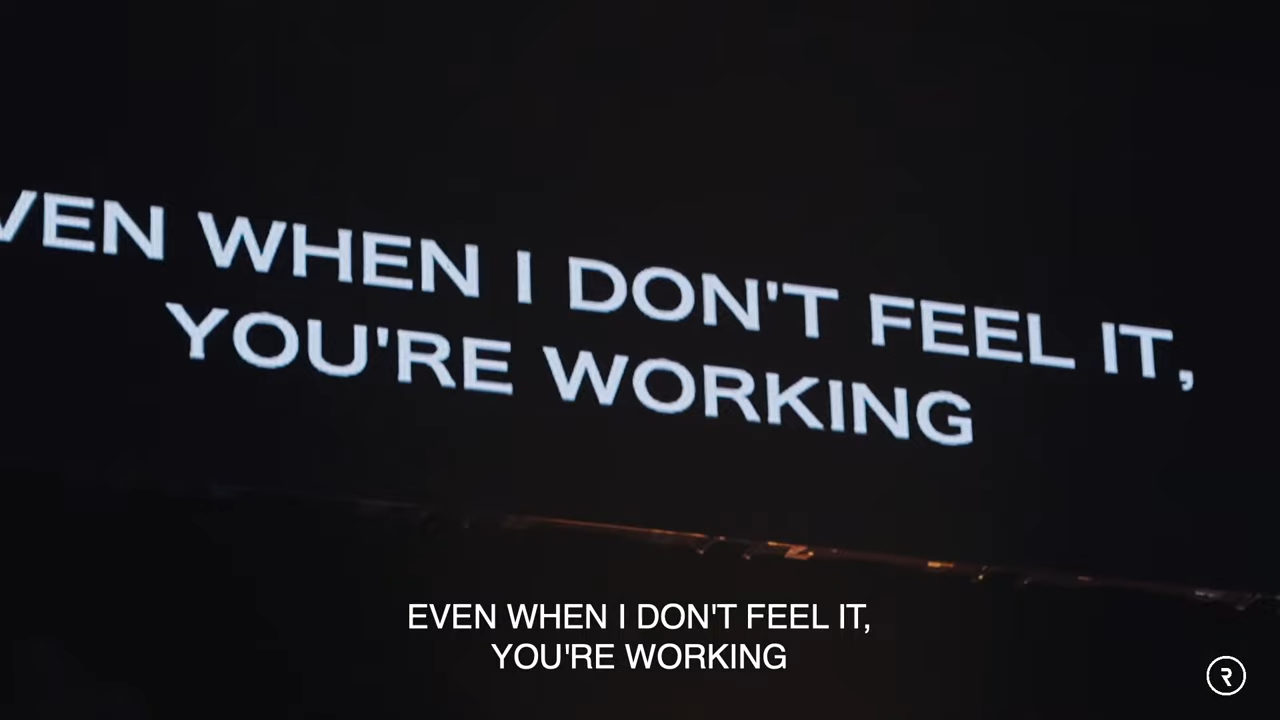 VEN WHEN I DON'T FEEL IT,
YOU'RE WORKING
EVEN WHEN I DON'T FEEL IT,
YOU'RE WORKING
R